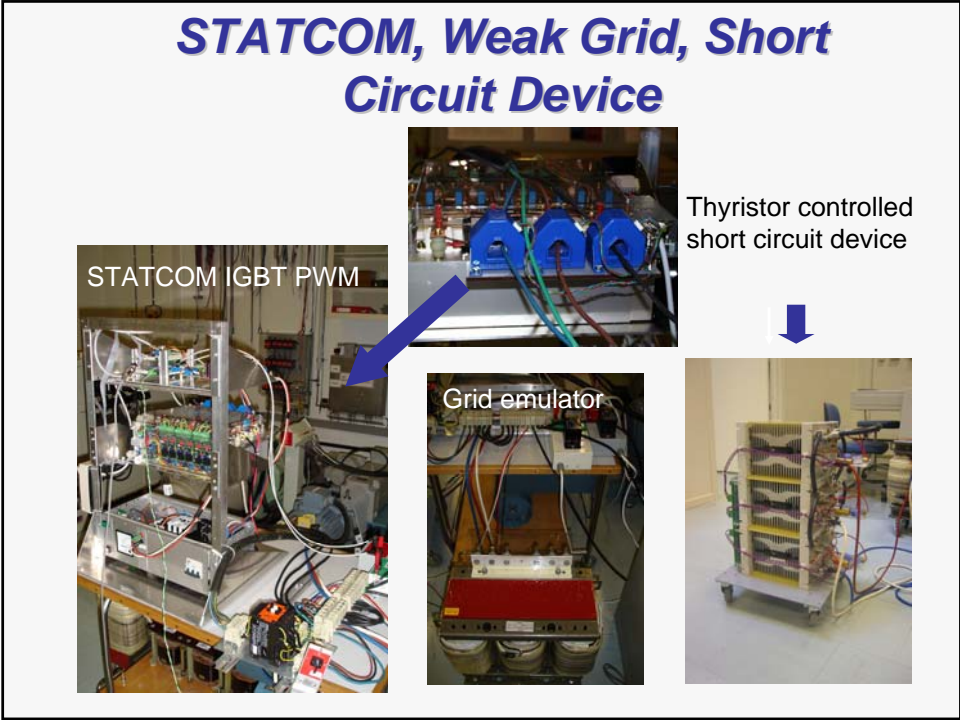 STATCOM, Weak Grid, Short
Circuit Device
Thyristor controlled
short circuit device
STATCOM IGBT PWM
Grid emulator